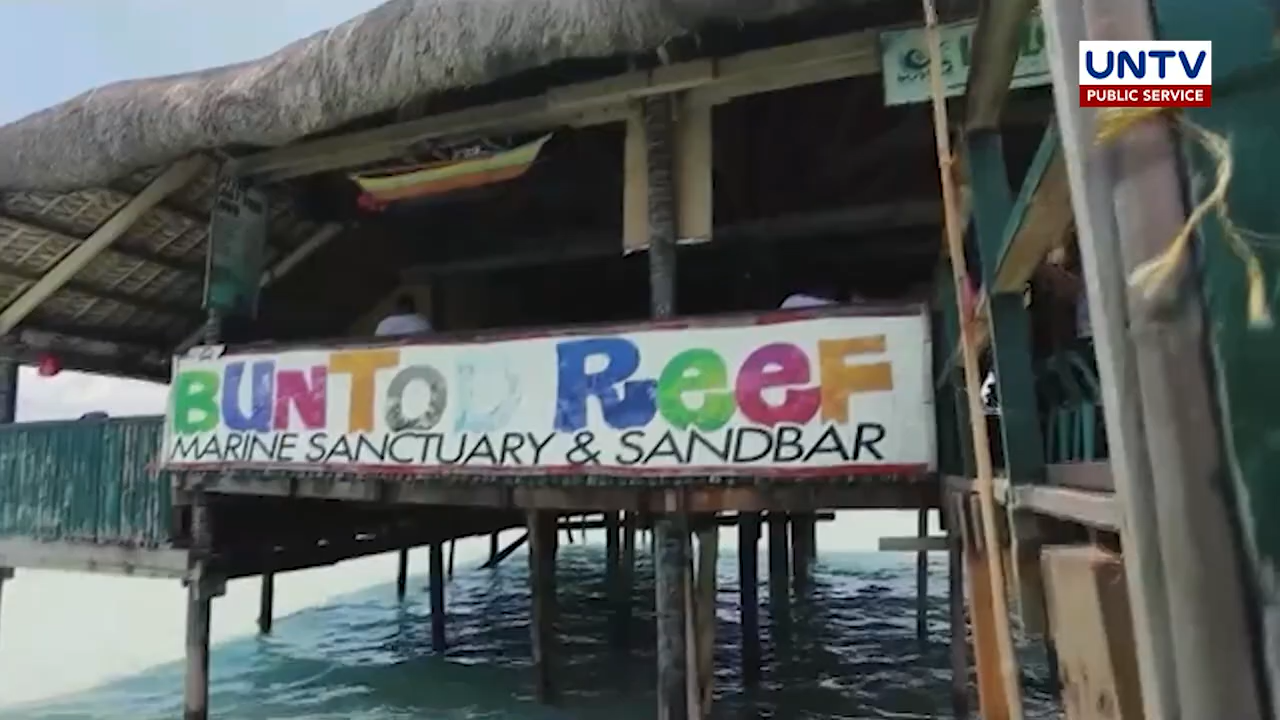 UNTV
PUBLIC SERVICE
BUNTOD REEF
MARINE SANCTUARY & SANDBAR